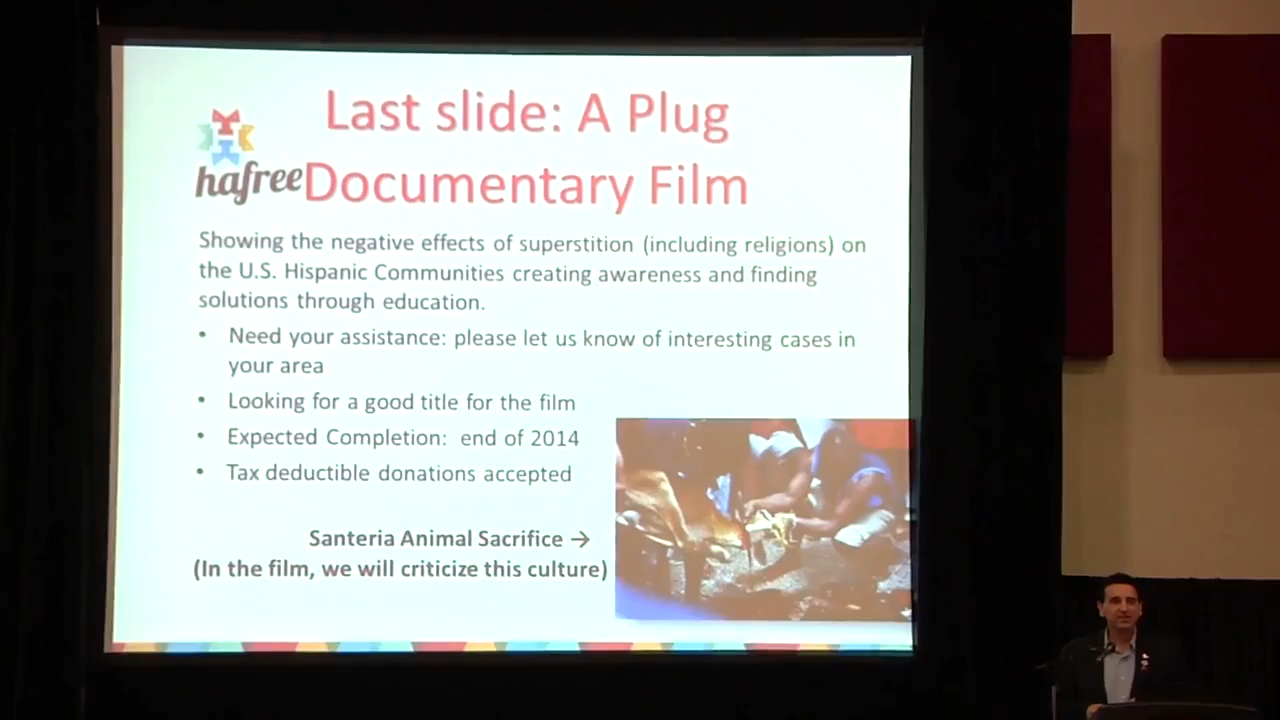 Last slide: A Plug
hafree Documentary Film
Showing the negative effects of superstition (including religions) on
the U.S. Hispanic Communities creating awareness and finding
solutions through education.
• Need your assistance: please let us know of interesting cases in
your area
• Looking for a good title for the film
• Expected Completion: end of 2014
• Tax deductible donations accepted
Santeria Animal Sacrifice →
(In the film, we will criticize this culture)